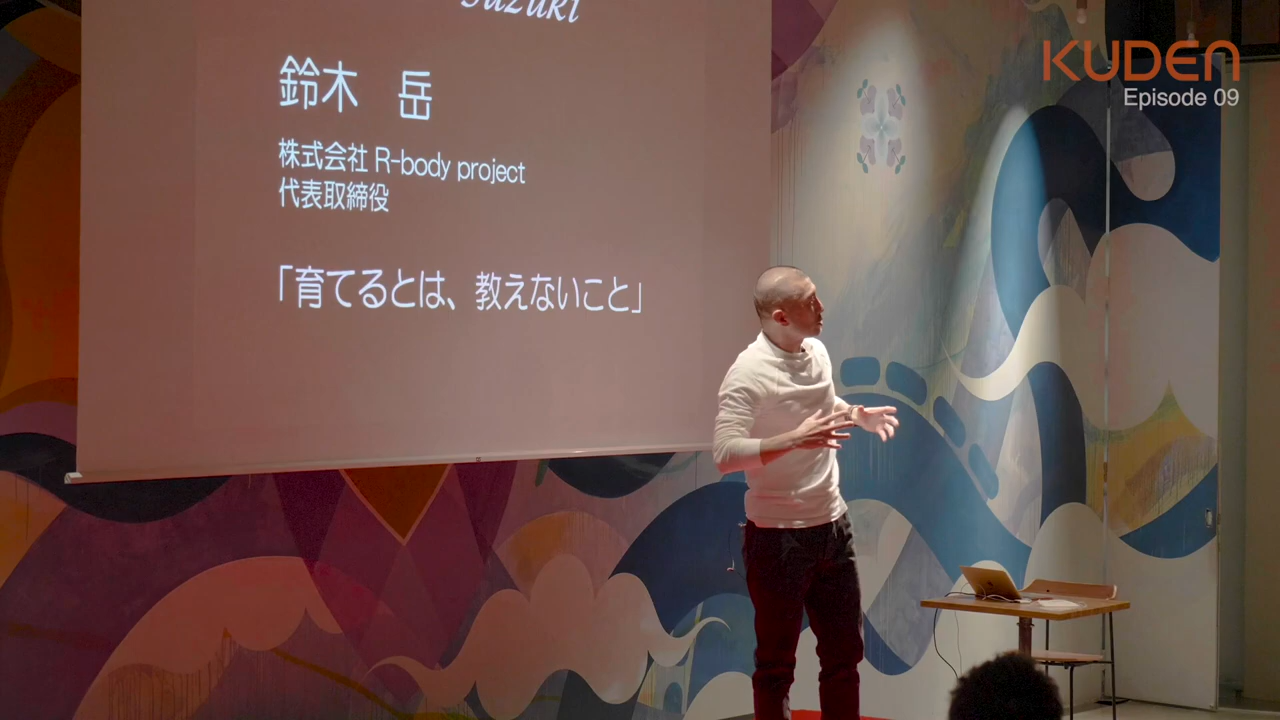 Suzuki
鈴木 岳
株式会社 R-body project
代表取締役
「育てるとは、教えないこと」
KUDEN
Episode 09